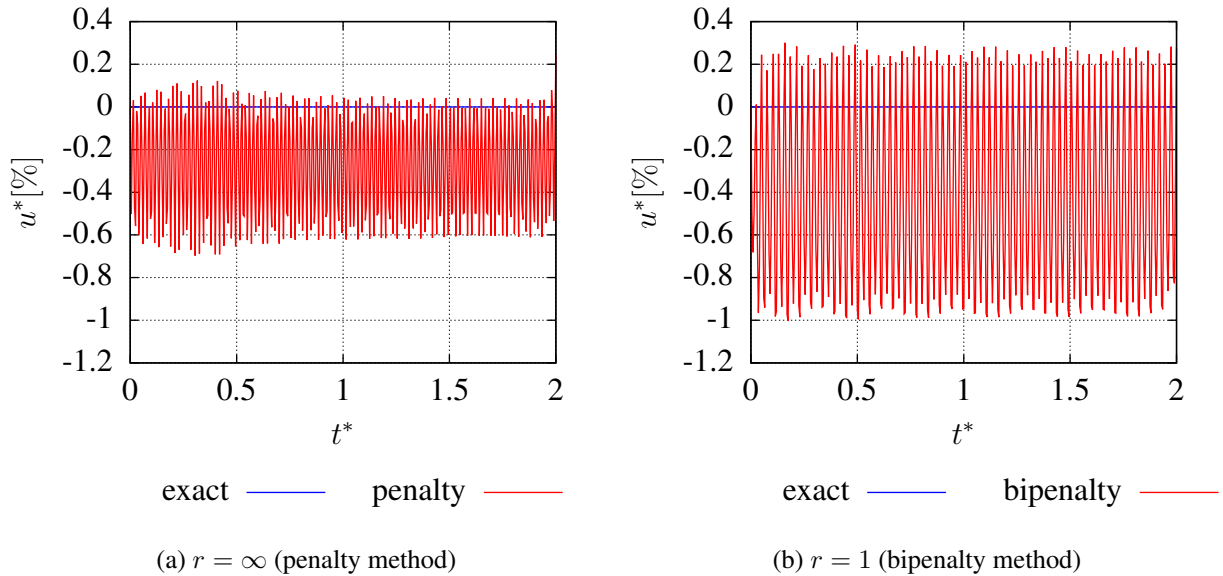 0.4
0.2
0
-0.2
-0.4
-0.6
-0.8
-1
-1.2
u*[%]
0 0.5 1 1.5 2
t*
exact penalty
(a) r = ∞ (penalty method)
0.4
0.2
0
-0.2
-0.4
-0.6
-0.8
-1
-1.2
u*[%]
0 0.5 1 1.5 2
t*
exact bipenalty
(b) r = 1 (bipenalty method)